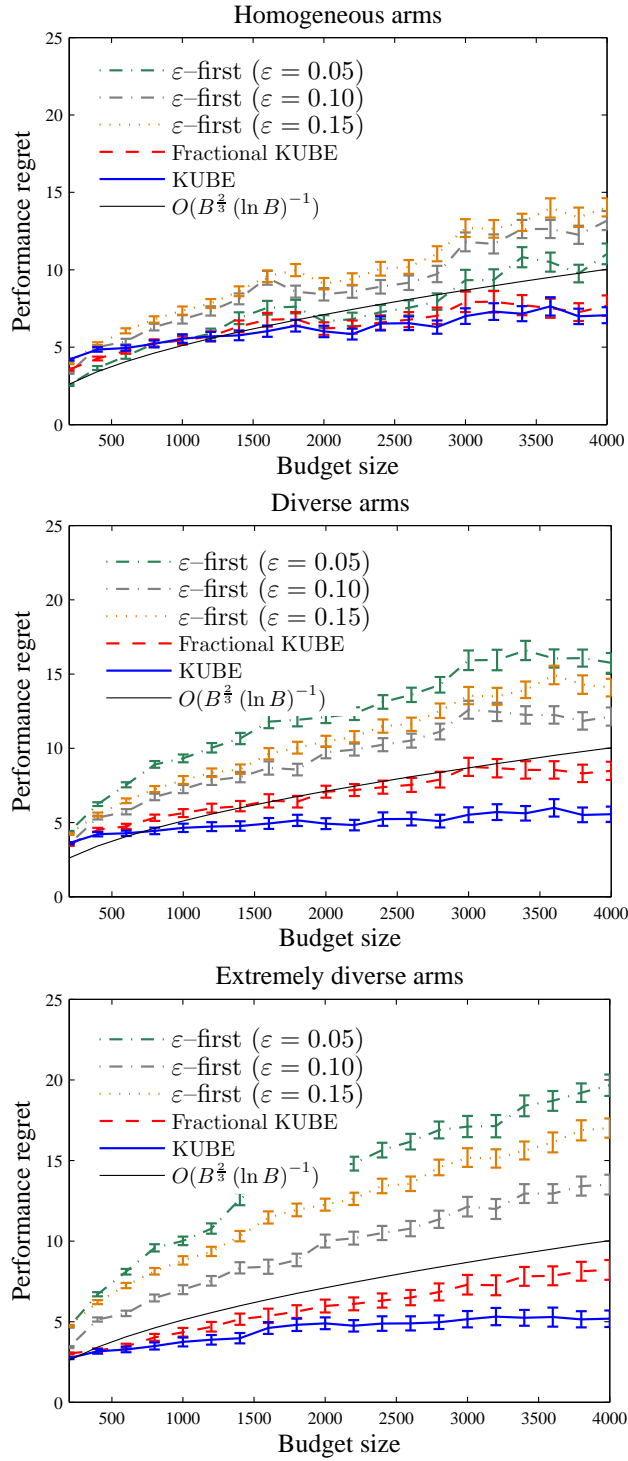 Homogeneous arms
25
20
15
10
5
0
Performance regret
ε–first (ε = 0.05)
ε–first (ε = 0.10)
ε–first (ε = 0.15)
Fractional KUBE
KUBE
O(B^{2/3} (ln B)^{-1})
500 1000 1500 2000 2500 3000 3500 4000
Budget size
Diverse arms
25
20
15
10
5
0
Performance regret
ε–first (ε = 0.05)
ε–first (ε = 0.10)
ε–first (ε = 0.15)
Fractional KUBE
KUBE
O(B^{2/3} (ln B)^{-1})
500 1000 1500 2000 2500 3000 3500 4000
Budget size
Extremely diverse arms
25
20
15
10
5
0
Performance regret
ε–first (ε = 0.05)
ε–first (ε = 0.10)
ε–first (ε = 0.15)
Fractional KUBE
KUBE
O(B^{2/3} (ln B)^{-1})
500 1000 1500 2000 2500 3000 3500 4000
Budget size